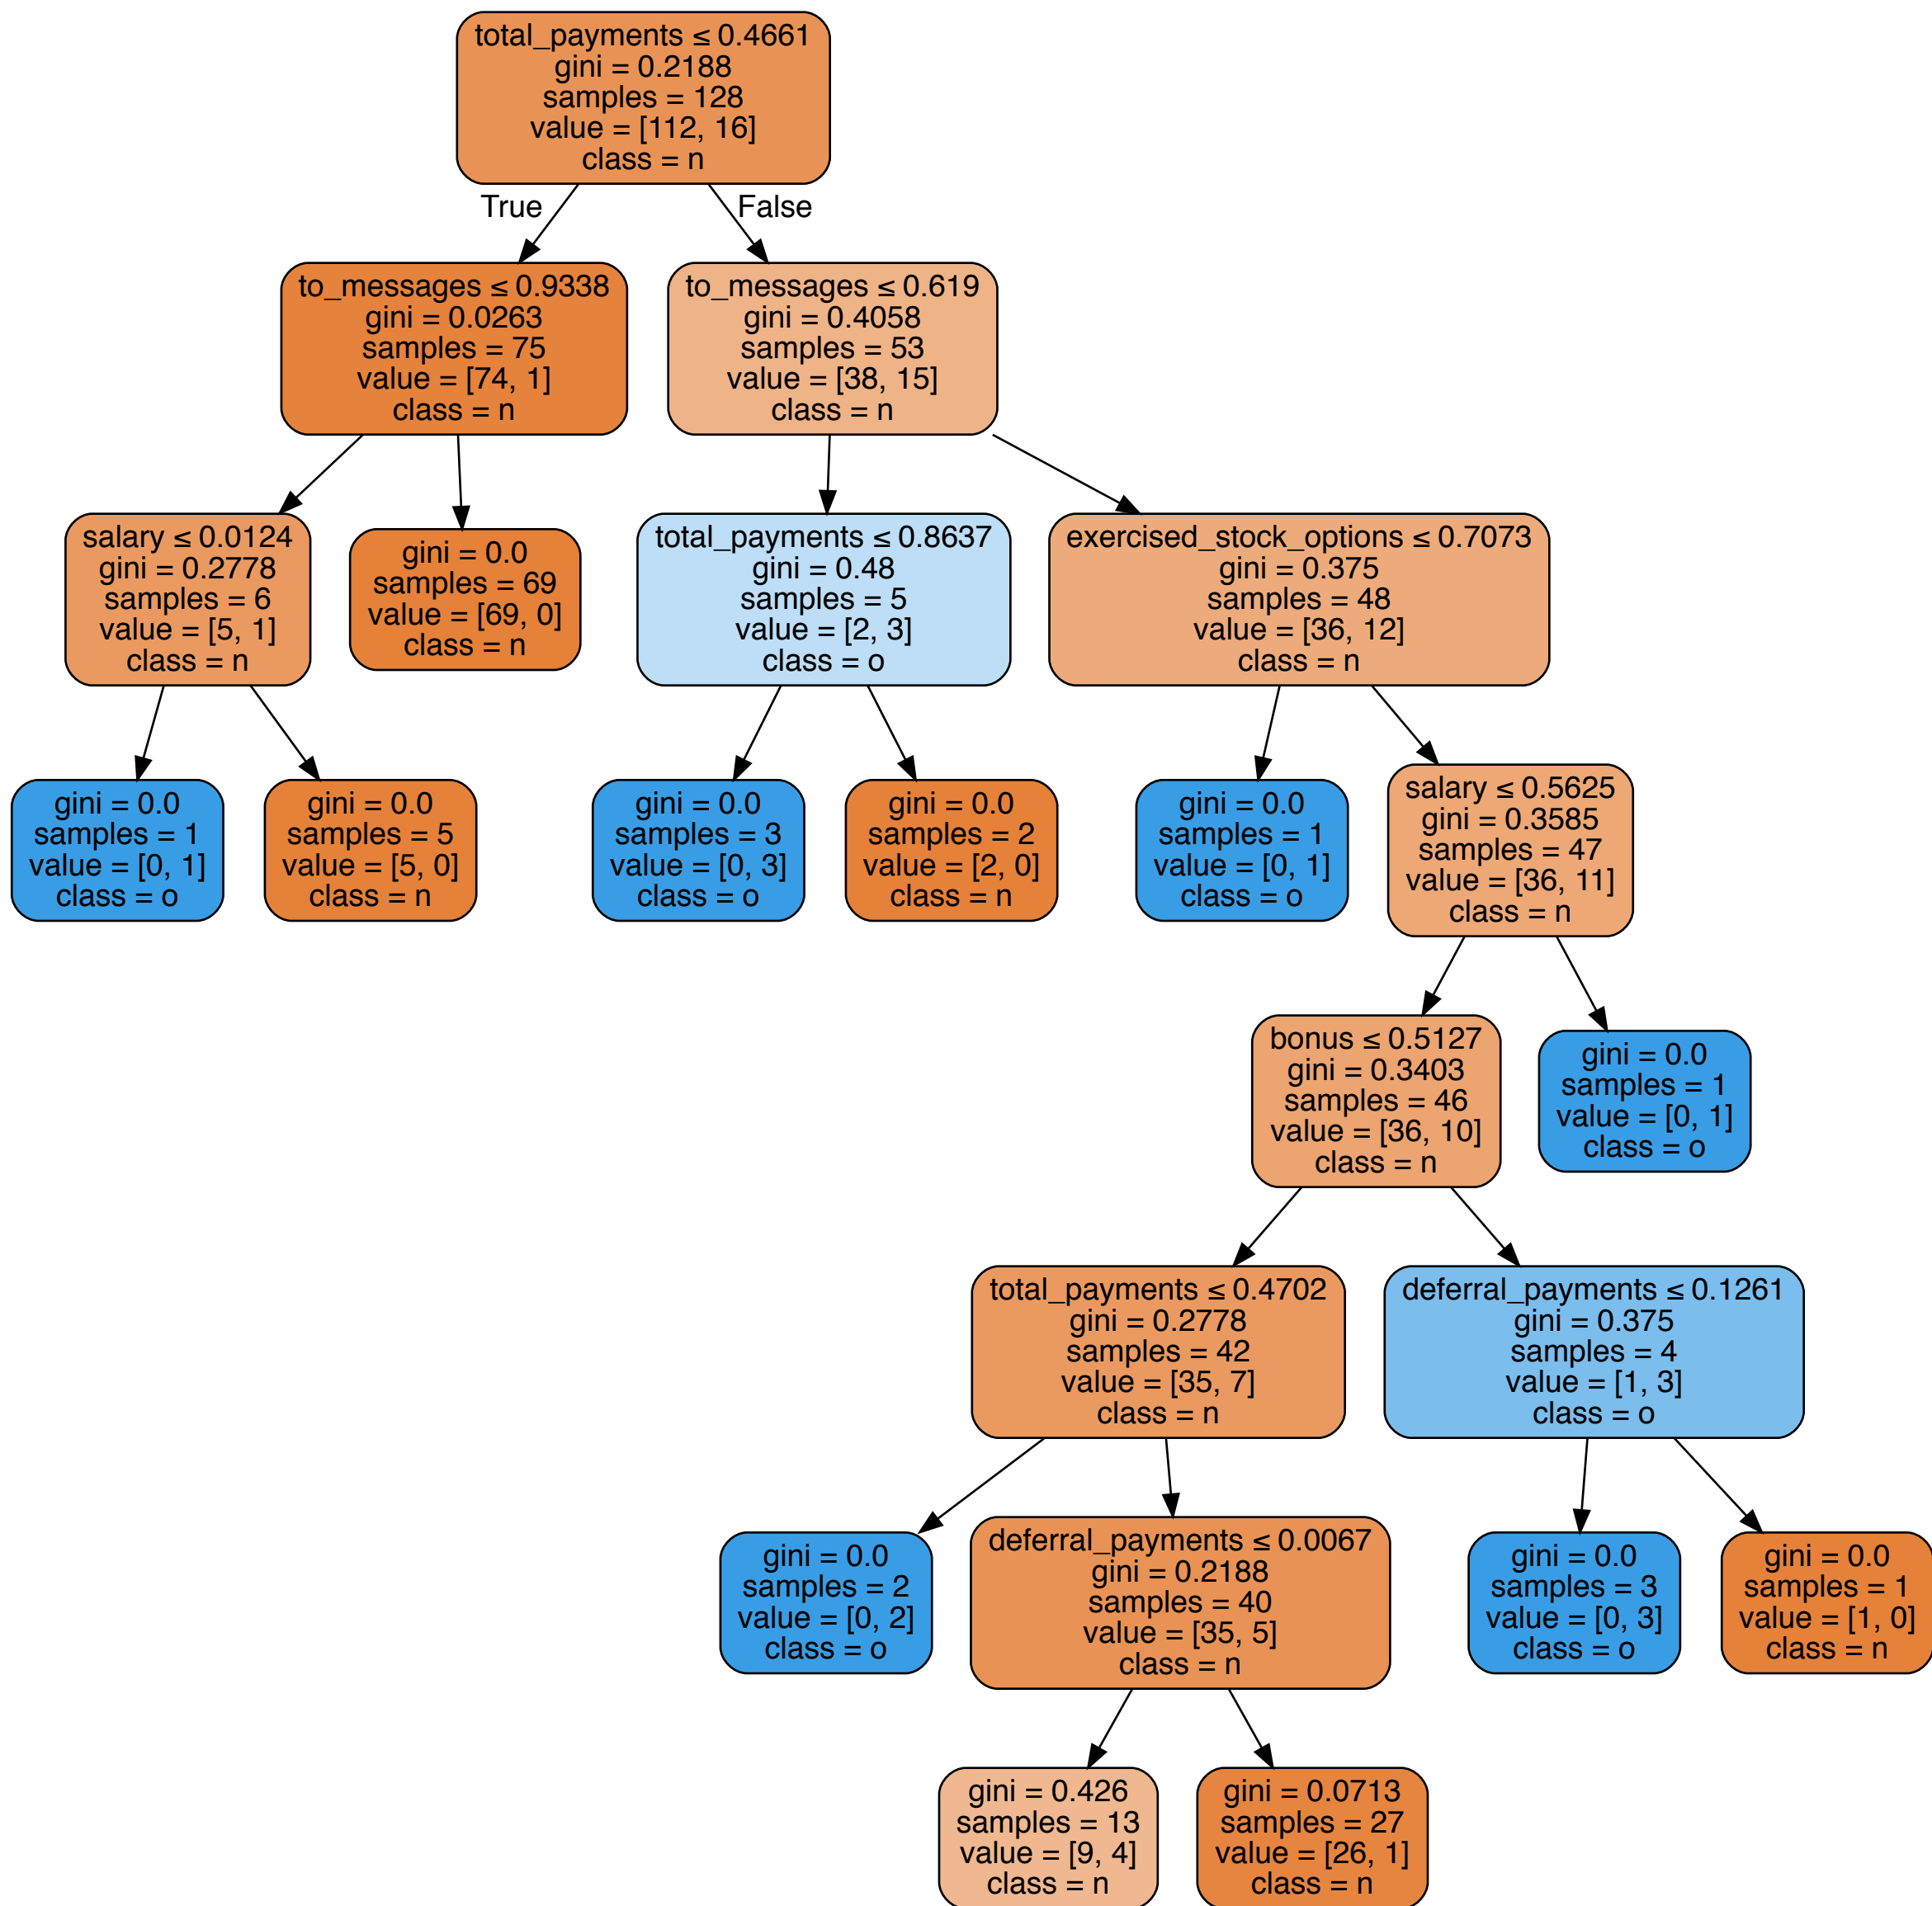 total_payments ≤ 0.4661
gini = 0.2188
samples = 128
value = [112, 16]
class = n
True
False
to_messages ≤ 0.9338
gini = 0.0263
samples = 75
value = [74, 1]
class = n
to_messages ≤ 0.619
gini = 0.4058
samples = 53
value = [38, 15]
class = n
salary ≤ 0.0124
gini = 0.2778
samples = 6
value = [5, 1]
class = n
gini = 0.0
samples = 69
value = [69, 0]
class = n
total_payments ≤ 0.8637
gini = 0.48
samples = 5
value = [2, 3]
class = o
exercised_stock_options ≤ 0.7073
gini = 0.375
samples = 48
value = [36, 12]
class = n
gini = 0.0
samples = 1
value = [0, 1]
class = o
gini = 0.0
samples = 5
value = [5, 0]
class = n
gini = 0.0
samples = 3
value = [0, 3]
class = o
gini = 0.0
samples = 2
value = [2, 0]
class = n
gini = 0.0
samples = 1
value = [0, 1]
class = o
salary ≤ 0.5625
gini = 0.3585
samples = 47
value = [36, 11]
class = n
bonus ≤ 0.5127
gini = 0.3403
samples = 46
value = [36, 10]
class = n
gini = 0.0
samples = 1
value = [0, 1]
class = o
total_payments ≤ 0.4702
gini = 0.2778
samples = 42
value = [35, 7]
class = n
deferral_payments ≤ 0.1261
gini = 0.375
samples = 4
value = [1, 3]
class = o
gini = 0.0
samples = 2
value = [0, 2]
class = o
deferral_payments ≤ 0.0067
gini = 0.2188
samples = 40
value = [35, 5]
class = n
gini = 0.0
samples = 3
value = [0, 3]
class = o
gini = 0.0
samples = 1
value = [1, 0]
class = n
gini = 0.426
samples = 13
value = [9, 4]
class = n
gini = 0.0713
samples = 27
value = [26, 1]
class = n